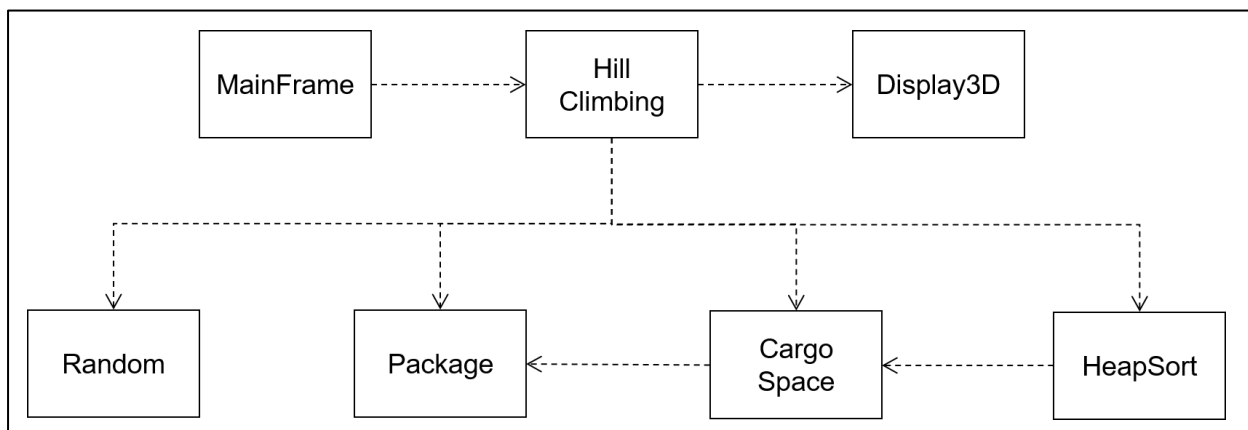 MainFrame
Hill
Climbing
Display3D
Random
Package
Cargo
Space
HeapSort